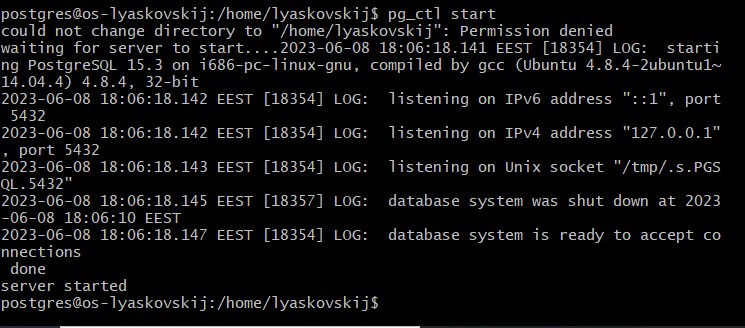 postgres@os-lyaskovskij:/home/lyaskovskij$ pg_ctl start
could not change directory to "/home/lyaskovskij": Permission denied
waiting for server to start....2023-06-08 18:06:18.141 EEST [18354] LOG:  starti
ng PostgreSQL 15.3 on i686-pc-linux-gnu, compiled by gcc (Ubuntu 4.8.4-2ubuntu1~
14.04.4) 4.8.4, 32-bit
2023-06-08 18:06:18.142 EEST [18354] LOG:  listening on IPv6 address "::1", port
 5432
2023-06-08 18:06:18.142 EEST [18354] LOG:  listening on IPv4 address "127.0.0.1"
, port 5432
2023-06-08 18:06:18.143 EEST [18354] LOG:  listening on Unix socket "/tmp/.s.PGS
QL.5432"
2023-06-08 18:06:18.145 EEST [18357] LOG:  database system was shut down at 2023
-06-08 18:06:10 EEST
2023-06-08 18:06:18.147 EEST [18354] LOG:  database system is ready to accept co
nnections
 done
server started
postgres@os-lyaskovskij:/home/lyaskovskij$